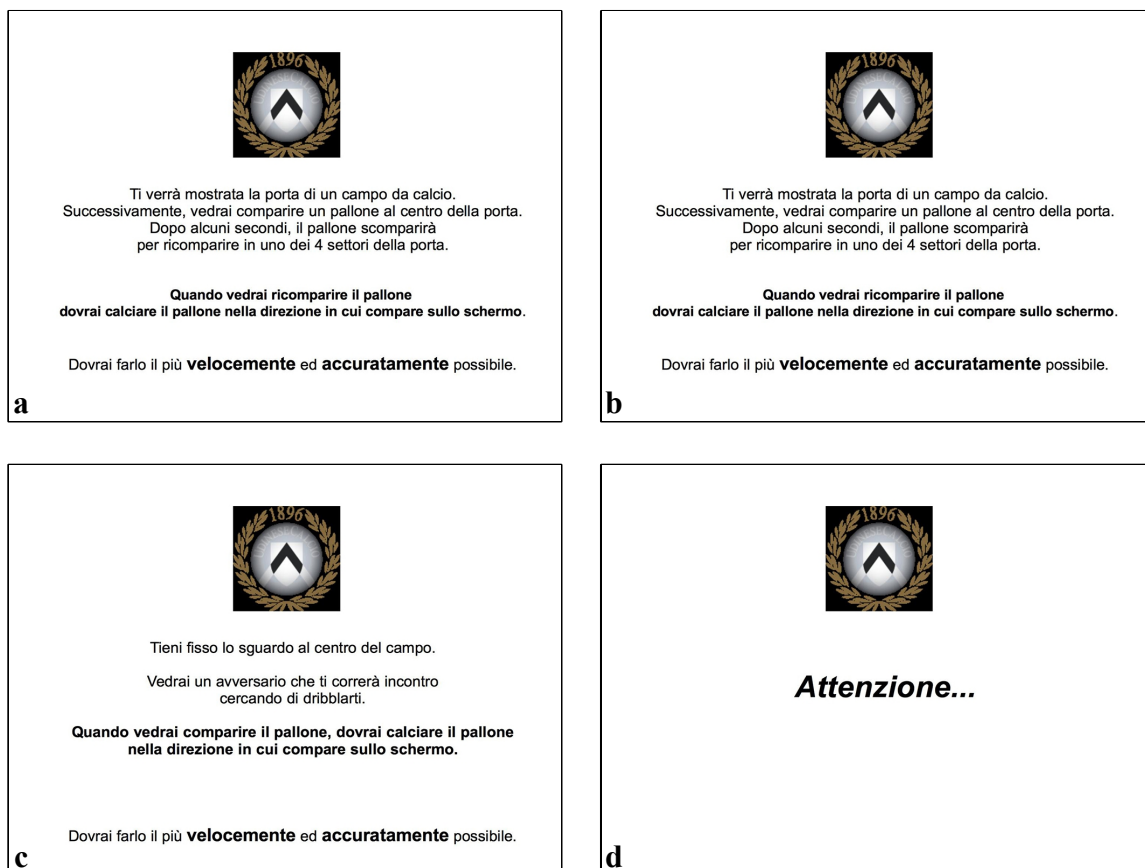 1896
Ti verrà mostrata la porta di un campo da calcio.
Successivamente, vedrai comparire un pallone al centro della porta.
Dopo alcuni secondi, il pallone scomparirà
per ricomparire in uno dei 4 settori della porta.
Quando vedrai ricomparire il pallone
dovrai calciare il pallone nella direzione in cui compare sullo schermo.
Dovrai farlo il più velocemente ed accuratamente possibile.
a
1896
Ti verrà mostrata la porta di un campo da calcio.
Successivamente, vedrai comparire un pallone al centro della porta.
Dopo alcuni secondi, il pallone scomparirà
per ricomparire in uno dei 4 settori della porta.
Quando vedrai ricomparire il pallone
dovrai calciare il pallone nella direzione in cui compare sullo schermo.
Dovrai farlo il più velocemente ed accuratamente possibile.
b
1896
Tieni fisso lo sguardo al centro del campo.
Vedrai un avversario che ti correrà incontro
cercando di dribblarti.
Quando vedrai comparire il pallone, dovrai calciare il pallone
nella direzione in cui compare sullo schermo.
Dovrai farlo il più velocemente ed accuratamente possibile.
c
1896
Attenzione...
d